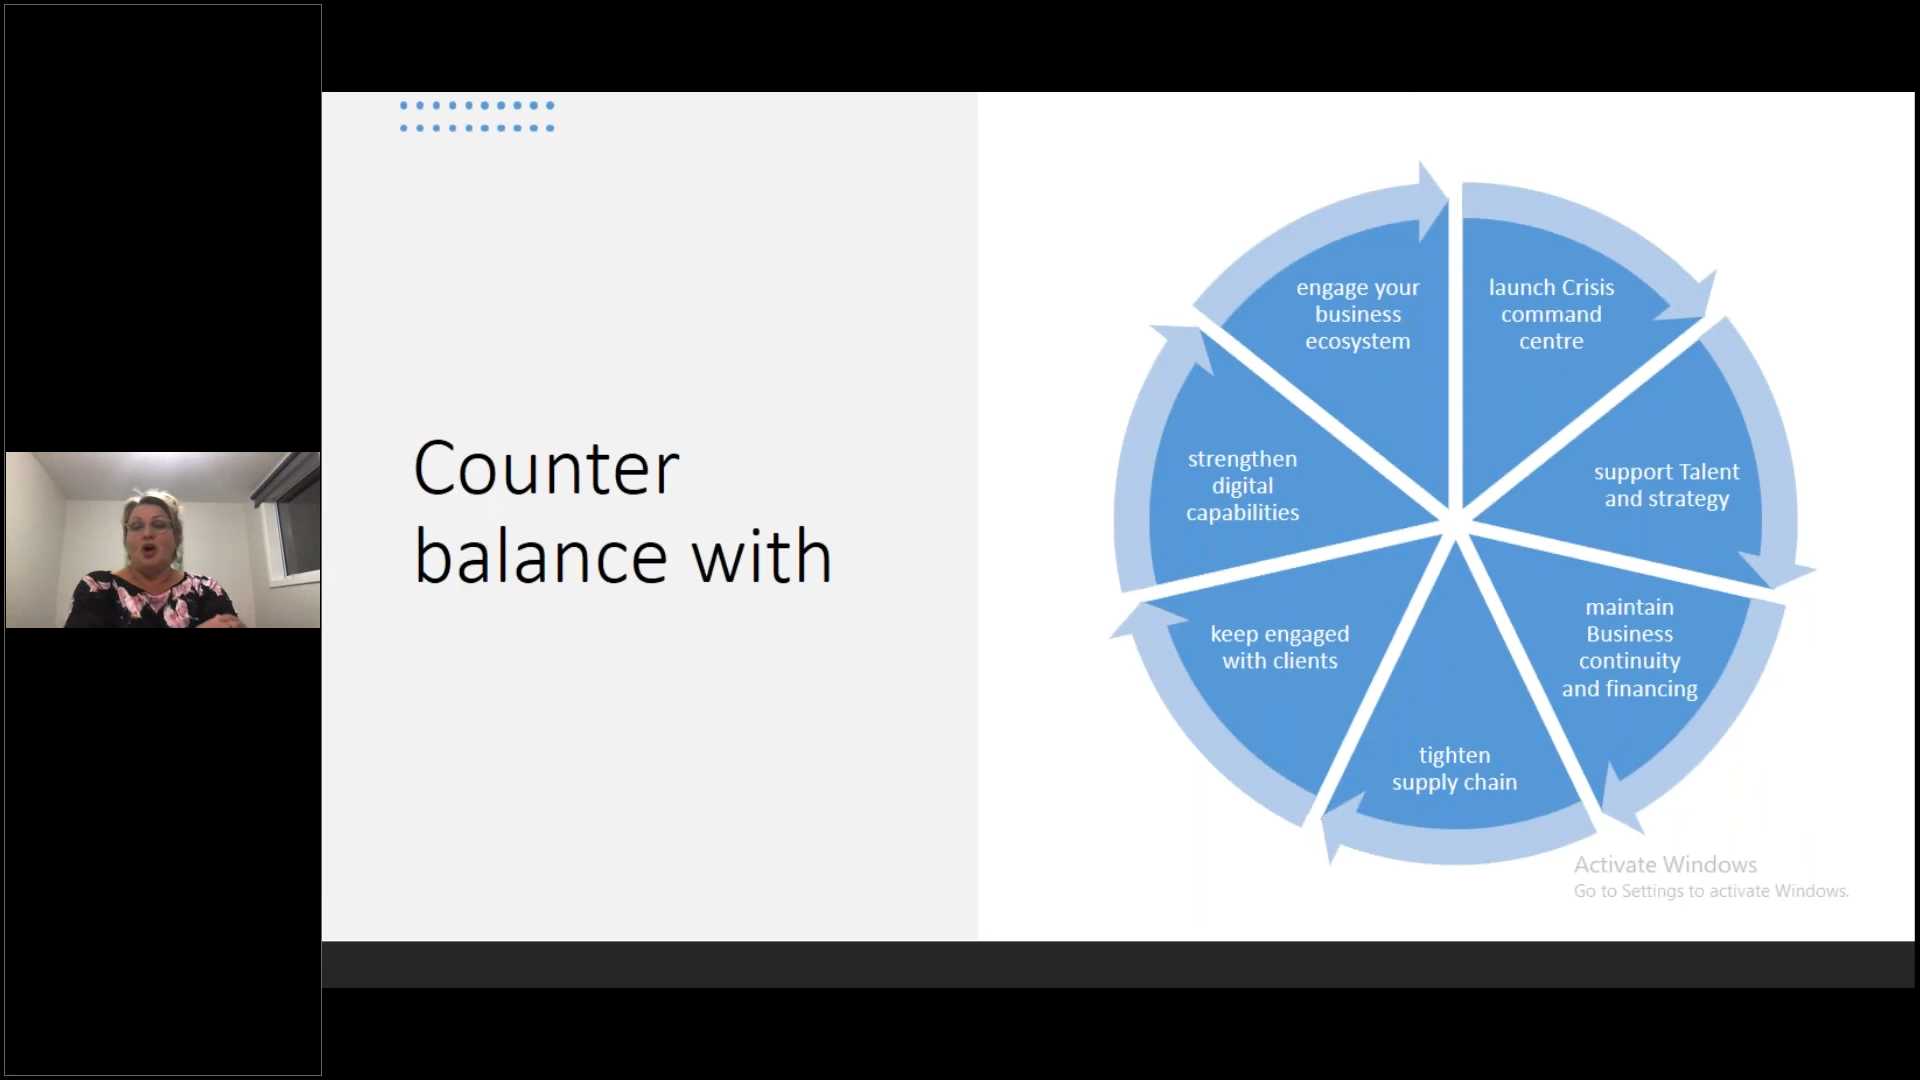 Counter
balance with
launch Crisis
command
centre
support Talent
and strategy
maintain
Business
continuity
and financing
tighten
supply chain
keep engaged
with clients
strengthen
digital
capabilities
engage your
business
ecosystem
Activate Windows
Go to Settings to activate Windows.